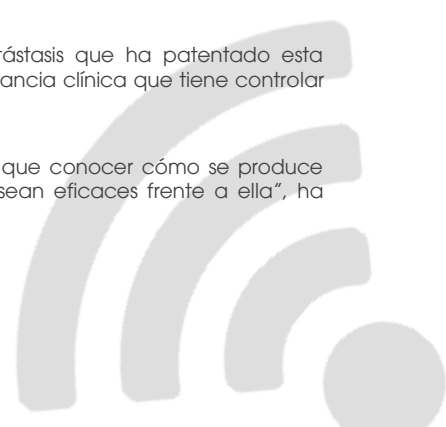 tástasis que ha patentado esta
ancia clínica que tiene controlar
que conocer cómo se produce
sean eficaces frente a ella”, ha